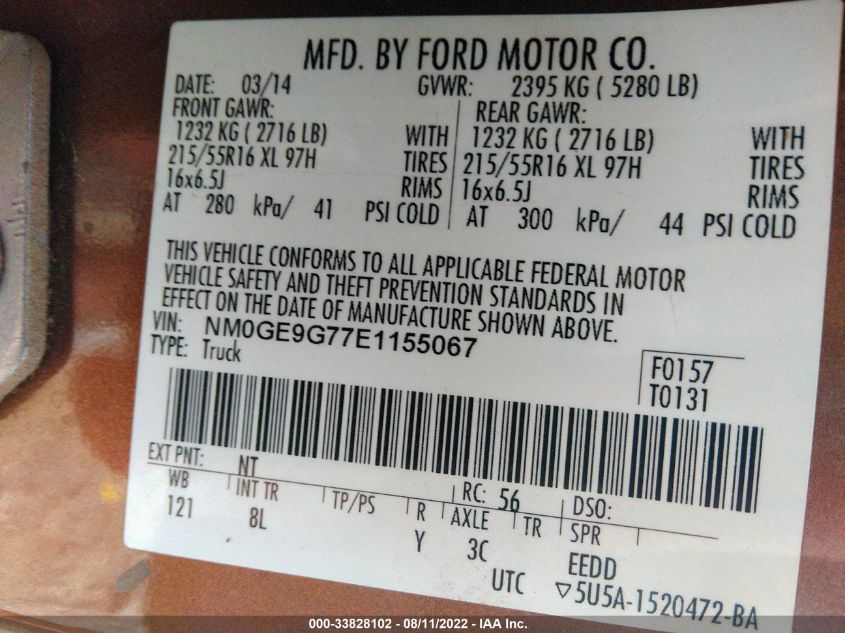 MFD. BY FORD MOTOR CO.
DATE: 03/14 GVWR: 2395 KG ( 5280 LB)
FRONT GAWR: REAR GAWR:
1232 KG ( 2716 LB) WITH 1232 KG ( 2716 LB) WITH
215/55R16 XL 97H TIRES 215/55R16 XL 97H TIRES
16x6.5J RIMS 16x6.5J RIMS
AT 280 kPa/ 41 PSI COLD AT 300 kPa/ 44 PSI COLD
THIS VEHICLE CONFORMS TO ALL APPLICABLE FEDERAL MOTOR
VEHICLE SAFETY AND THEFT PREVENTION STANDARDS IN
EFFECT ON THE DATE OF MANUFACTURE SHOWN ABOVE.
VIN: NM0GE9G77E1155067
TYPE: Truck
F0157
T0131
EXT PNT: NT RC: 56 DSO:
WB INT TR TP/PS R AXLE TR SPR
121 8L Y 3C EEDD
UTC ▽5U5A-1520472-BA
000-33828102 - 08/11/2022 - IAA Inc.